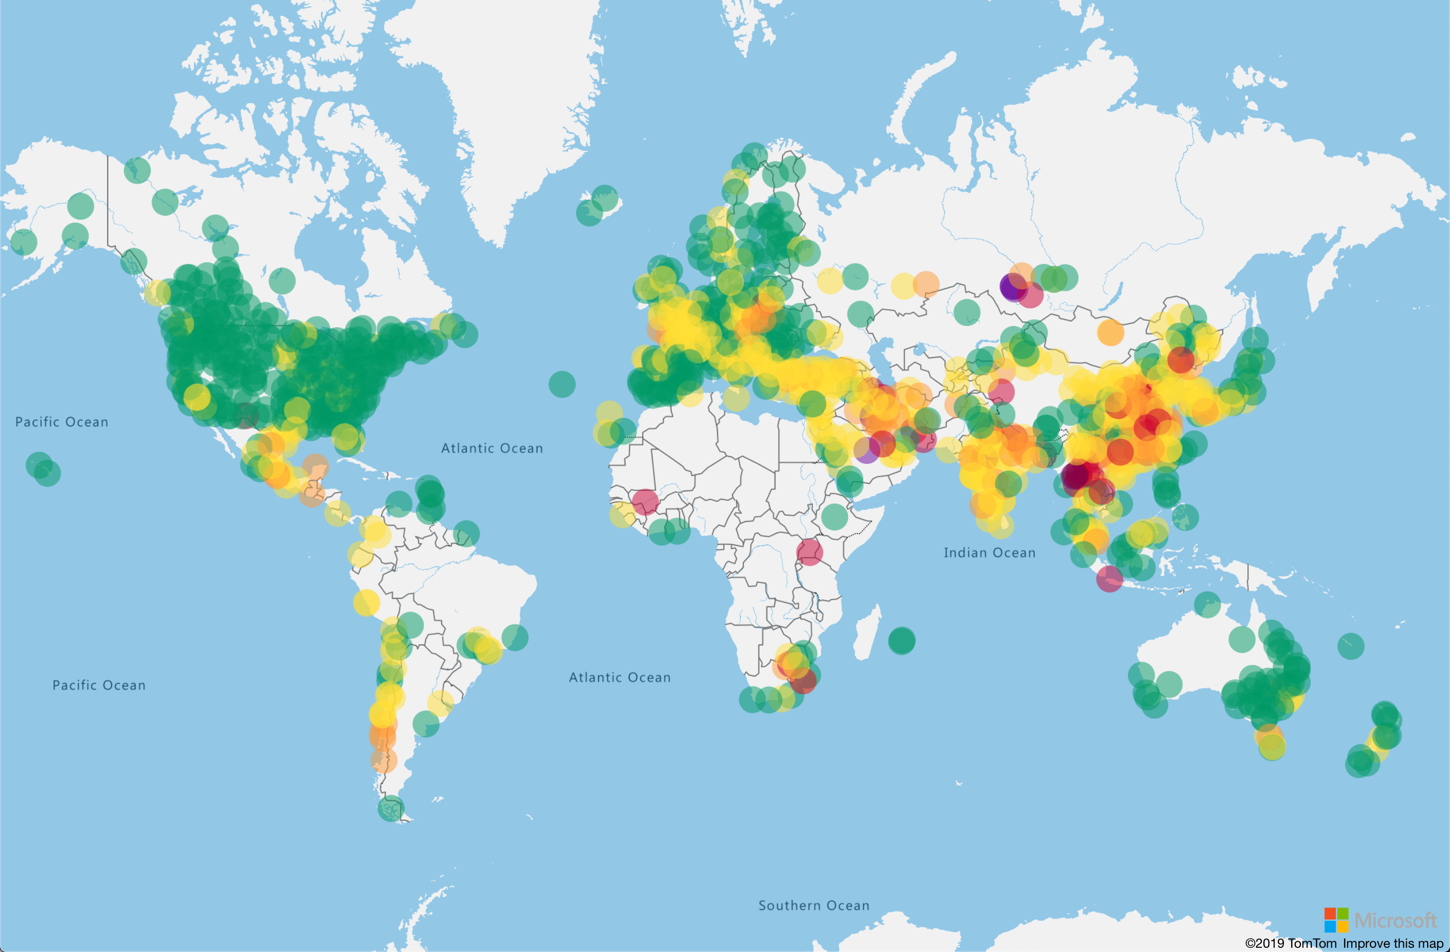 Pacific Ocean
Atlantic Ocean
Indian Ocean
Atlantic Ocean
Pacific Ocean
Southern Ocean
Microsoft
©2019 TomTom Improve this map